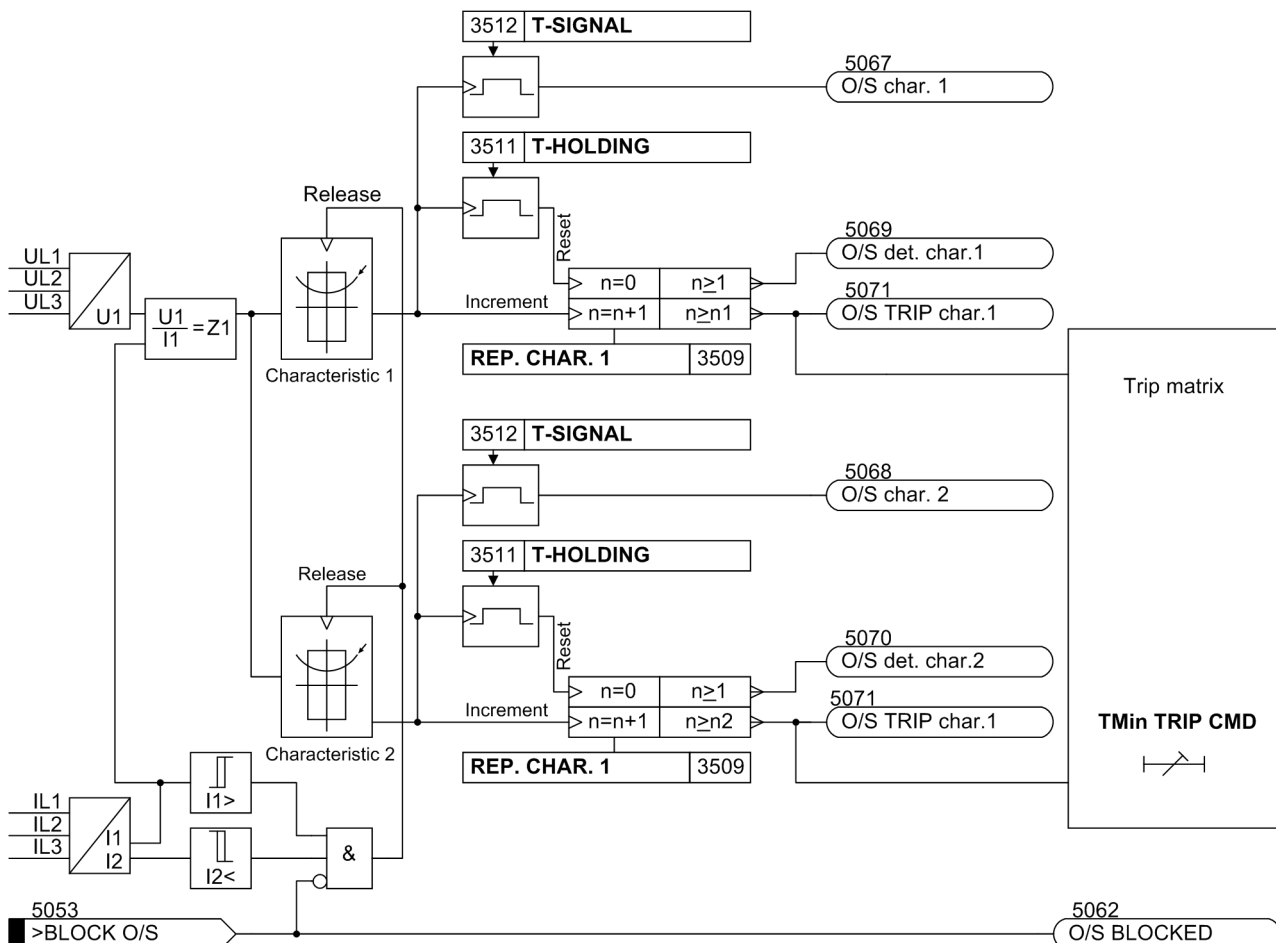 3512 T-SIGNAL
5067
O/S char. 1
3511 T-HOLDING
Release
Reset
5069
O/S det. char.1
UL1
UL2
UL3
U1
U1
I1
=Z1
Increment
n=0 n≥1
n=n+1 n≥n1
5071
O/S TRIP char.1
REP. CHAR. 1 3509
Characteristic 1
Trip matrix
3512 T-SIGNAL
5068
O/S char. 2
3511 T-HOLDING
Release
Reset
5070
O/S det. char.2
Increment
n=0 n≥1
n=n+1 n≥n2
5071
O/S TRIP char.1
TMin TRIP CMD
Characteristic 2
REP. CHAR. 1 3509
I1>
IL1
IL2
IL3
I1
I2
I2<
&
5053
>BLOCK O/S
5062
O/S BLOCKED